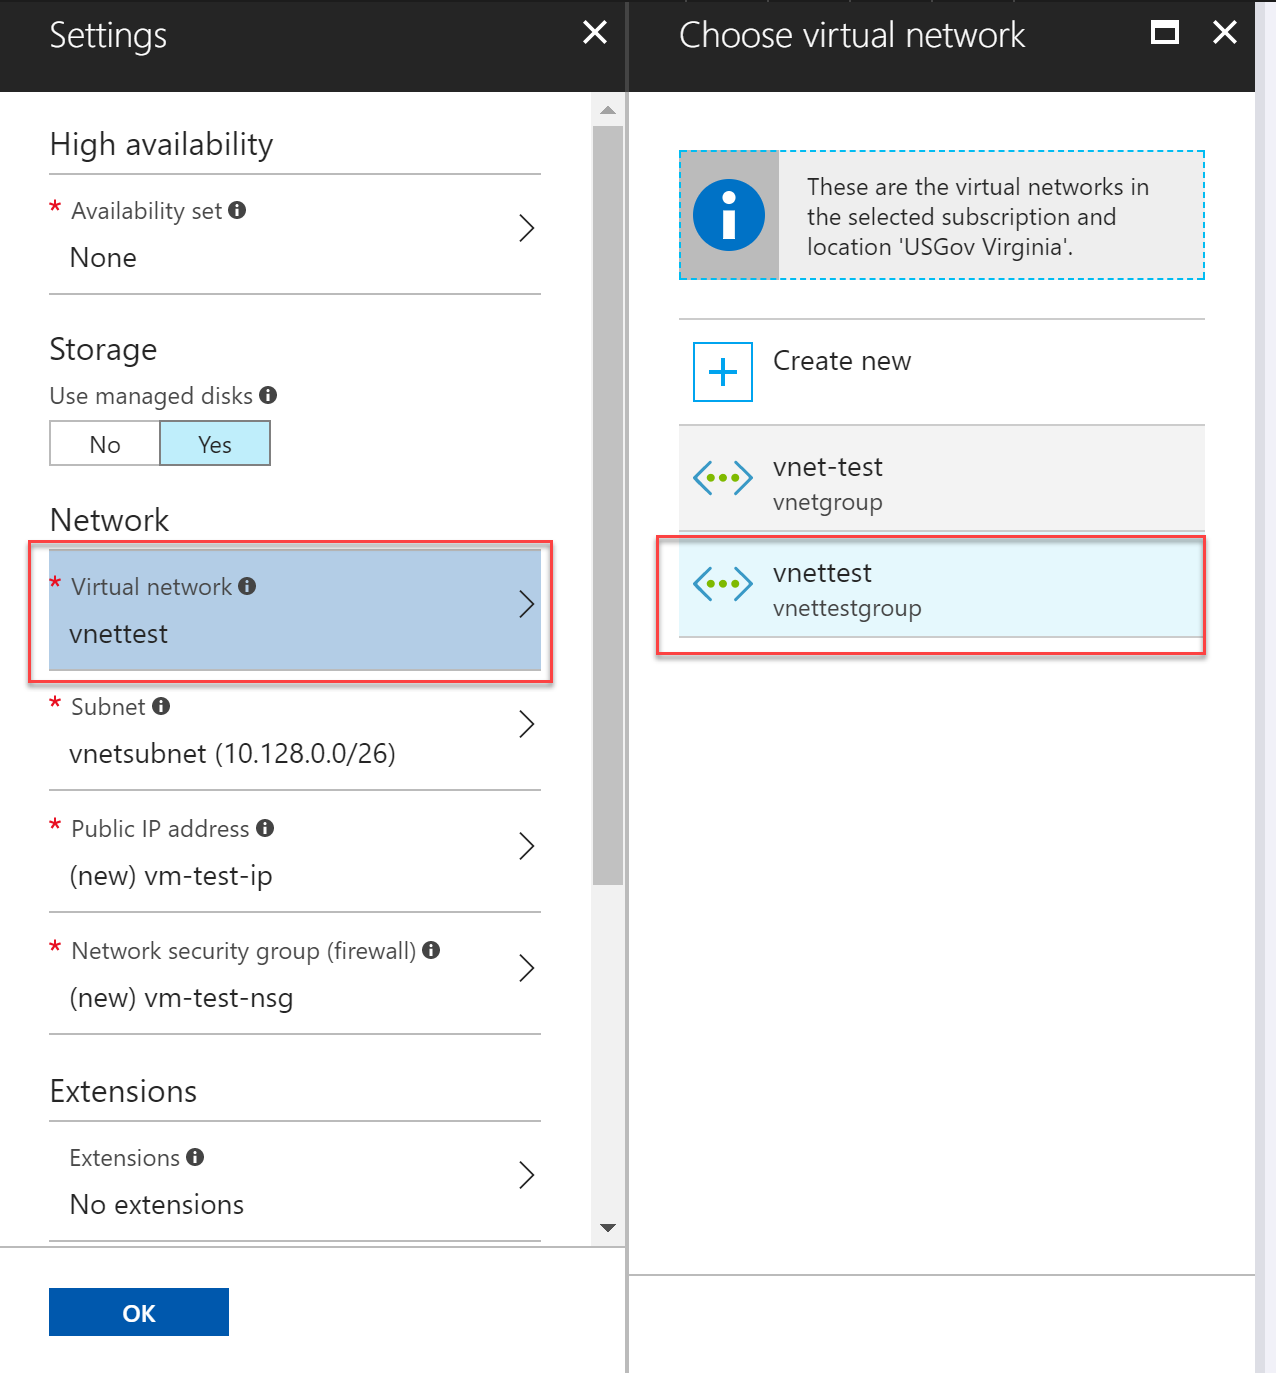 Settings
High availability
* Availability set
None
Storage
Use managed disks
No
Yes
Network
* Virtual network
vnettest
* Subnet
vnetsubnet (10.128.0.0/26)
* Public IP address
(new) vm-test-ip
* Network security group (firewall)
(new) vm-test-nsg
Extensions
Extensions
No extensions
OK
Choose virtual network
These are the virtual networks in
the selected subscription and
location 'USGov Virginia'.
Create new
vnet-test
vnetgroup
vnettest
vnettestgroup